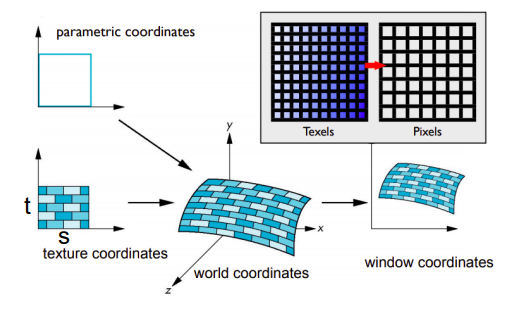 parametric coordinates
Texels
Pixels
y
t
s
texture coordinates
x
z
world coordinates
window coordinates